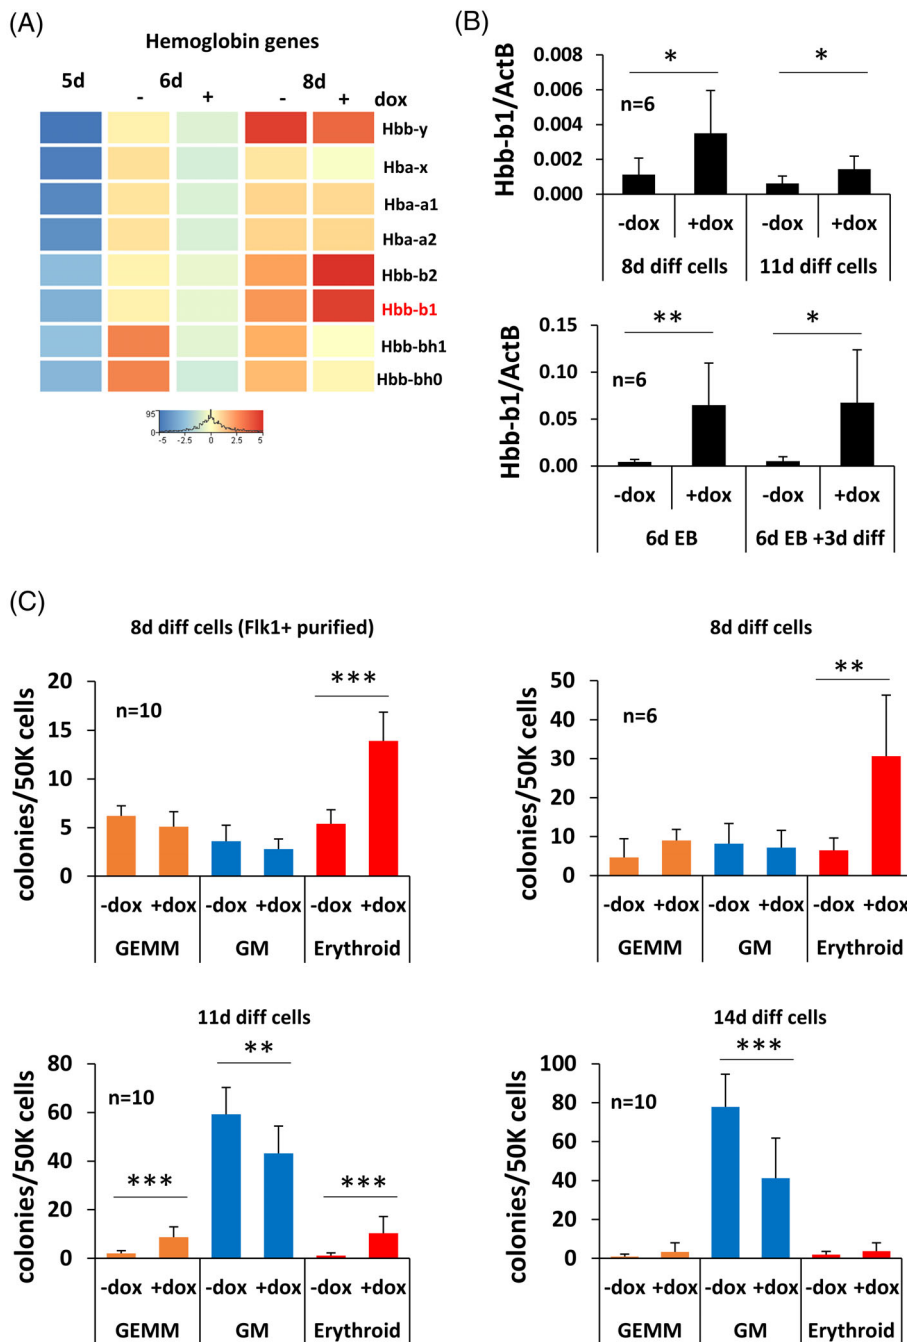 (A)
Hemoglobin genes
5d 6d 8d
- + - + dox
Hbb-y
Hba-x
Hba-a1
Hba-a2
Hbb-b2
Hbb-b1
Hbb-bh1
Hbb-bh0
95
0
-5 -2.5 0 2.5 5
(B)
Hbb-b1/ActB
0.008
0.006
0.004
0.002
0.000
n=6
* *
-dox +dox -dox +dox
8d diff cells 11d diff cells
Hbb-b1/ActB
0.15
0.10
0.05
0.00
n=6
** *
-dox +dox -dox +dox
6d EB 6d EB +3d diff
(C)
8d diff cells (Flk1+ purified)
colonies/50K cells
20
15
10
5
0
n=10
***
-dox +dox -dox +dox -dox +dox
GEMM GM Erythroid
8d diff cells
colonies/50K cells
50
40
30
20
10
0
n=6
**
-dox +dox -dox +dox -dox +dox
GEMM GM Erythroid
11d diff cells
colonies/50K cells
80
60
40
20
0
n=10
*** ** ***
-dox +dox -dox +dox -dox +dox
GEMM GM Erythroid
14d diff cells
colonies/50K cells
100
80
60
40
20
0
n=10
***
-dox +dox -dox +dox -dox +dox
GEMM GM Erythroid